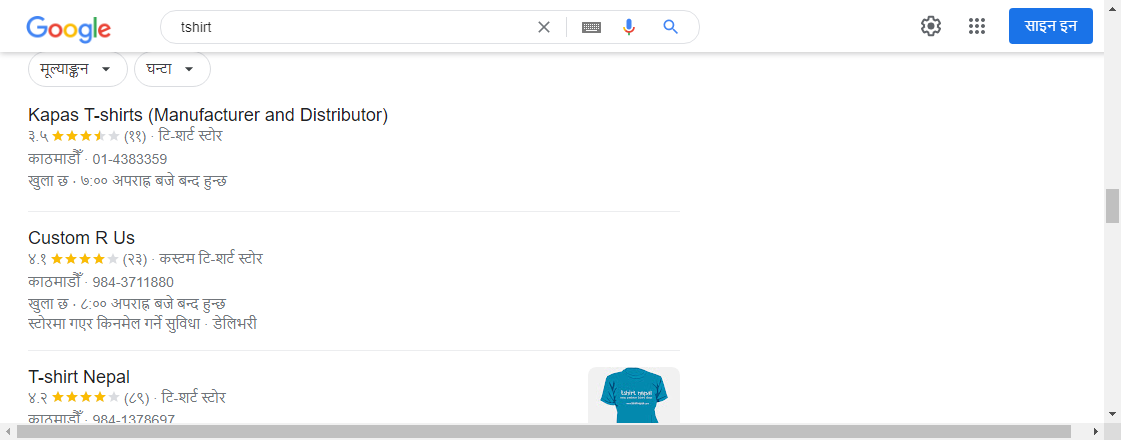 Google
tshirt
साइन इन
मूल्याङ्कन
घन्टा
Kapas T-shirts (Manufacturer and Distributor)
३.५ (११) · टि-शर्ट स्टोर
काठमाडौँ · 01-4383359
खुला छ · ७:०० अपराह्न बजे बन्द हुन्छ
Custom R Us
४.१ (२३) · कस्टम टि-शर्ट स्टोर
काठमाडौँ · 984-3711880
खुला छ · ८:०० अपराह्न बजे बन्द हुन्छ
स्टोरमा गएर किनमेल गर्ने सुविधा · डेलिभरी
T-shirt Nepal
४.२ (८९) · टि-शर्ट स्टोर
tshirt nepal
काठमाडौँ · 984-1378697